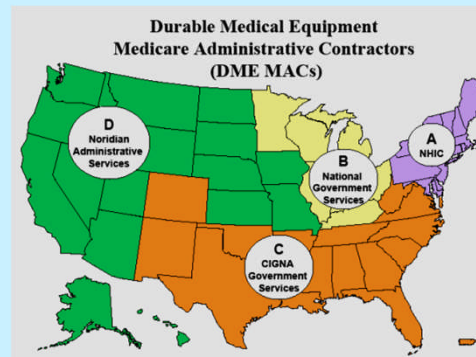 Durable Medical Equipment
Medicare Administrative Contractors
(DME MACs)
D
Noridian
Administrative
Services
A
NHIC
B
National
Government
Services
C
CIGNA
Government
Services